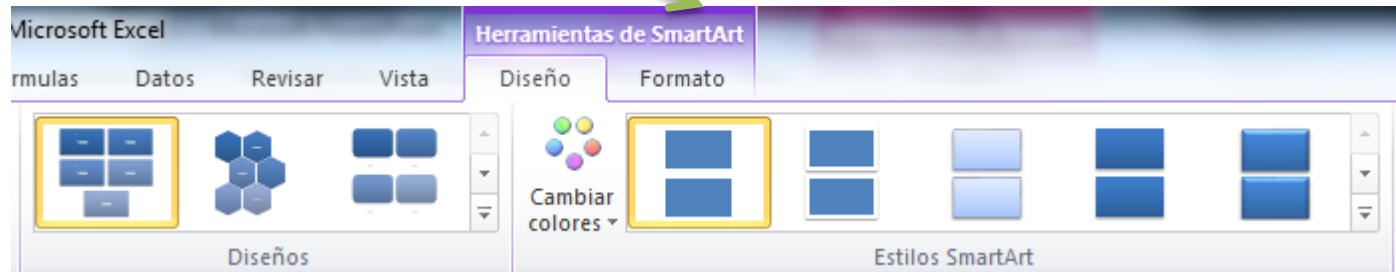 Microsoft Excel
Herramientas de SmartArt
rmulas Datos Revisar Vista Diseño Formato
Cambiar
colores
Diseños
Estilos SmartArt